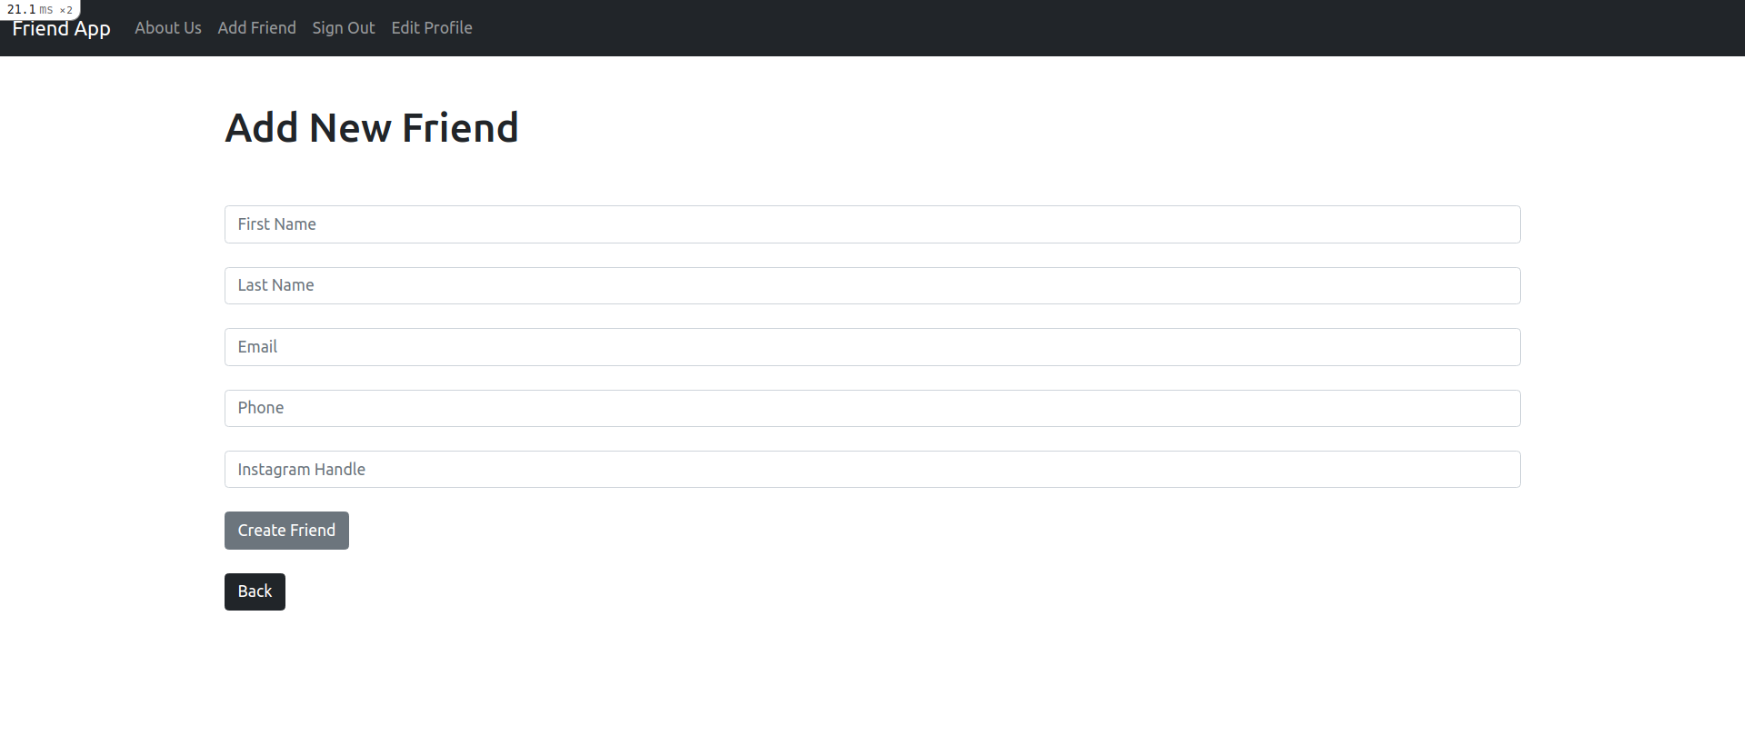 21.1 ms ×2
Friend App About Us Add Friend Sign Out Edit Profile
Add New Friend
First Name
Last Name
Email
Phone
Instagram Handle
Create Friend
Back